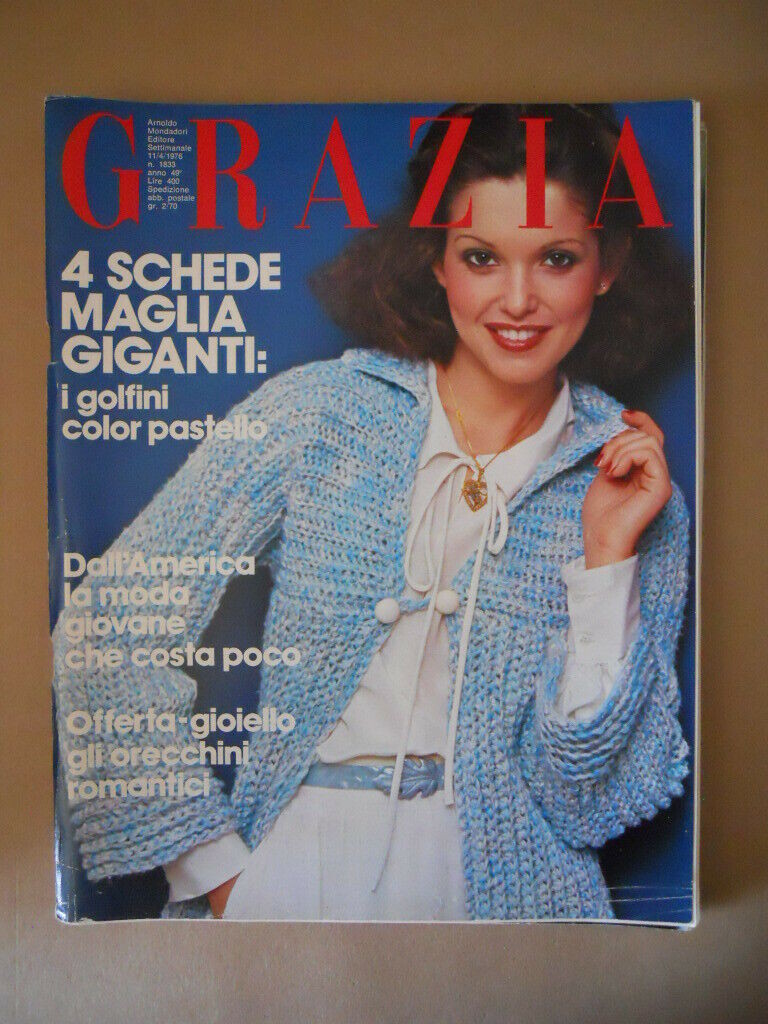 GRAZIA
Arnoldo
Mondadori
Editore
Settimanale
11/4/1976
n. 1833
anno 49°
Lire 400
Spedizione
abb. postale
gr. 2/70
4 SCHEDE
MAGLIA
GIGANTI:
i golfini
color pastello
Dall'America
la moda
giovane
che costa poco
Offerta-gioiello
gli orecchini
romantici